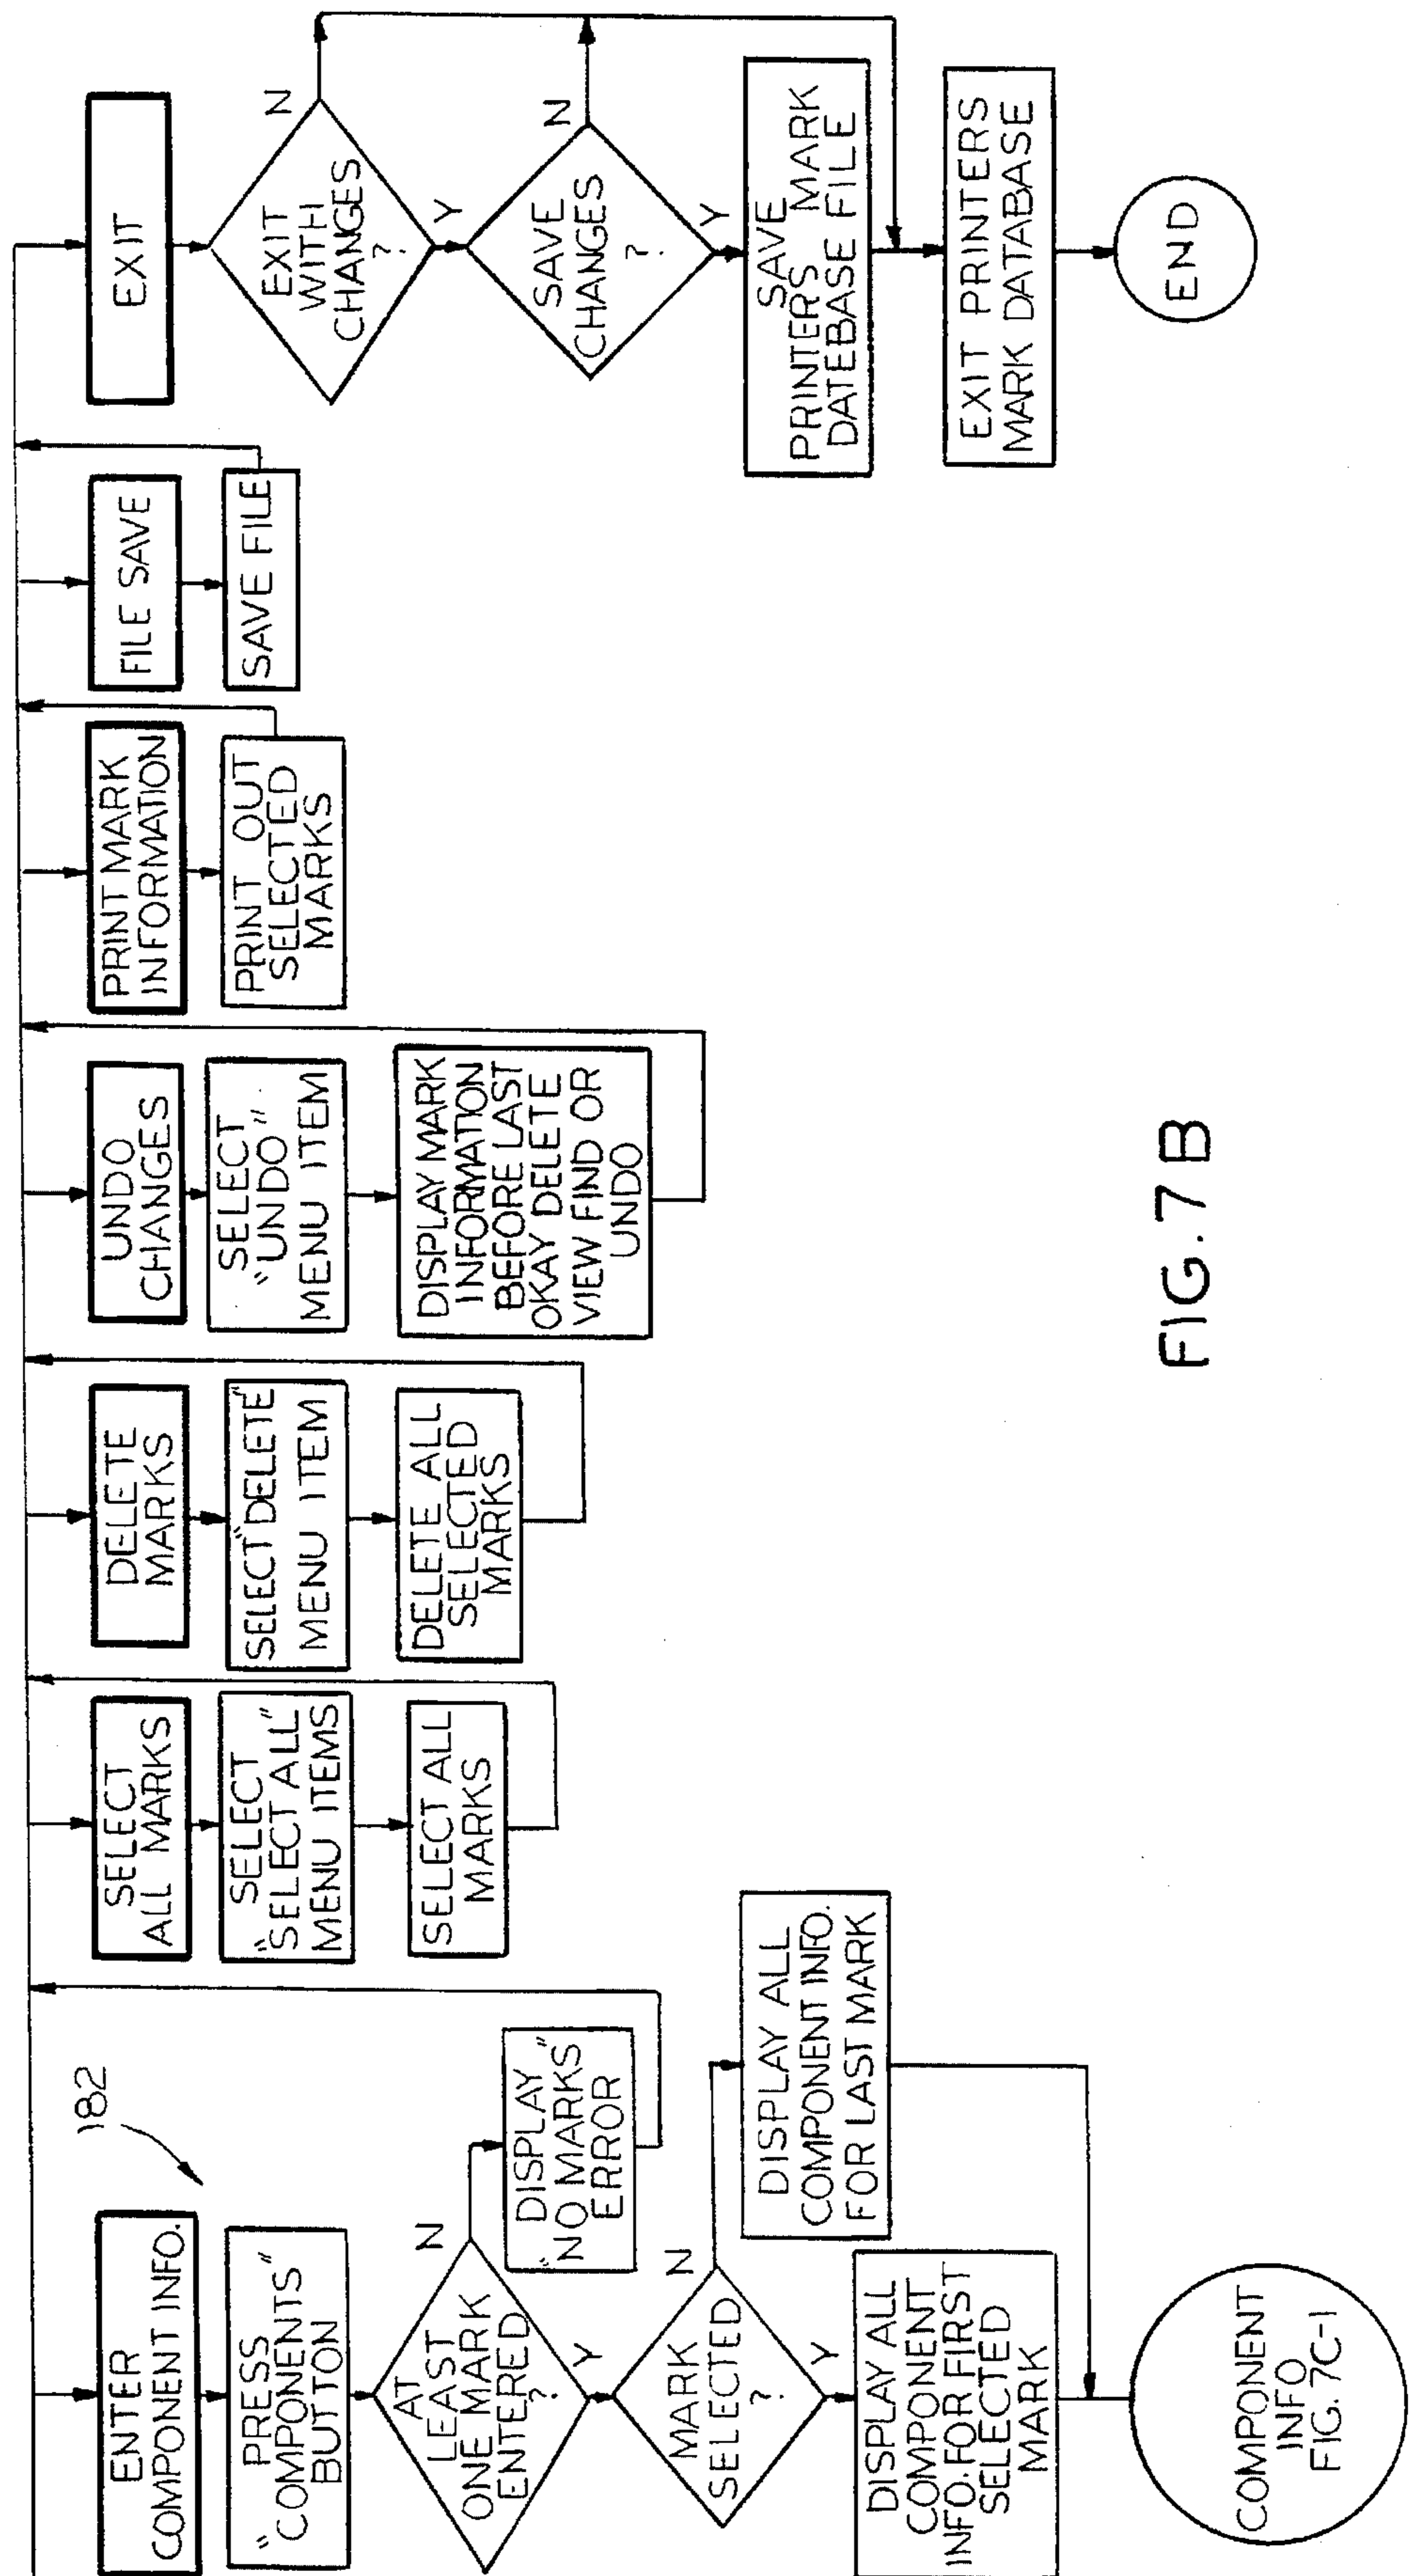 182
ENTER
COMPONENT INFO.
PRESS
"COMPONENTS"
BUTTON
AT
LEAST
ONE MARK
ENTERED
?
N
Y
DISPLAY
"NO MARKS"
ERROR
MARK
SELECTED
?
N
Y
DISPLAY ALL
COMPONENT INFO.
FOR LAST MARK
DISPLAY ALL
COMPONENT
INFO. FOR FIRST
SELECTED
MARK
COMPONENT
INFO
FIG. 7C-1
SELECT
ALL MARKS
SELECT
"SELECT ALL"
MENU ITEMS
SELECT ALL
MARKS
DELETE
MARKS
SELECT "DELETE"
MENU ITEM
DELETE ALL
SELECTED
MARKS
UNDO
CHANGES
SELECT
"UNDO"
MENU ITEM
DISPLAY MARK
INFORMATION
BEFORE LAST
OKAY DELETE
VIEW FIND OR
UNDO
PRINT MARK
INFORMATION
PRINT OUT
SELECTED
MARKS
FILE SAVE
SAVE FILE
EXIT
EXIT
WITH
CHANGES
?
N
Y
SAVE
CHANGES
?
N
Y
SAVE
PRINTERS MARK
DATEBASE FILE
EXIT PRINTERS
MARK DATABASE
END
FIG. 7B